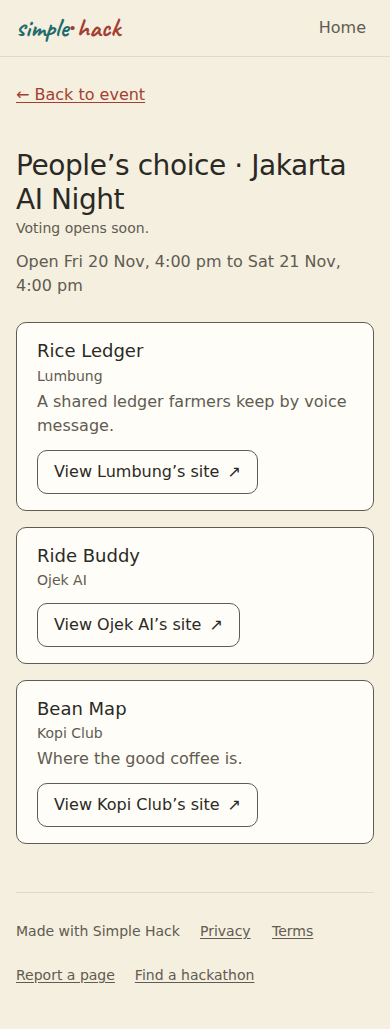 simple·hack
Home
← Back to event
People’s choice · Jakarta
AI Night
Voting opens soon.
Open Fri 20 Nov, 4:00 pm to Sat 21 Nov,
4:00 pm
Rice Ledger
Lumbung
A shared ledger farmers keep by voice
message.
View Lumbung’s site ↗
Ride Buddy
Ojek AI
View Ojek AI’s site ↗
Bean Map
Kopi Club
Where the good coffee is.
View Kopi Club’s site ↗
Made with Simple Hack Privacy Terms
Report a page Find a hackathon